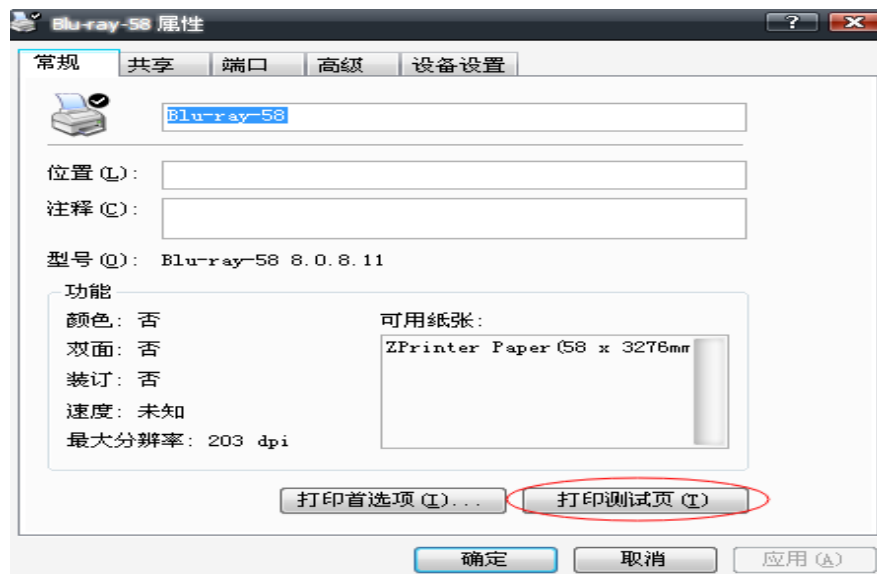 Blu-ray-58 属性
?
常规 共享 端口 高级 设备设置
Blu-ray-58
位置(L):
注释(C):
型号(O): Blu-ray-58 8.0.8.11
功能
颜色: 否
双面: 否
装订: 否
速度: 未知
最大分辨率: 203 dpi
可用纸张:
ZPrinter Paper(58 x 3276mm
打印首选项(I)... 打印测试页(T)
确定 取消 应用(A)